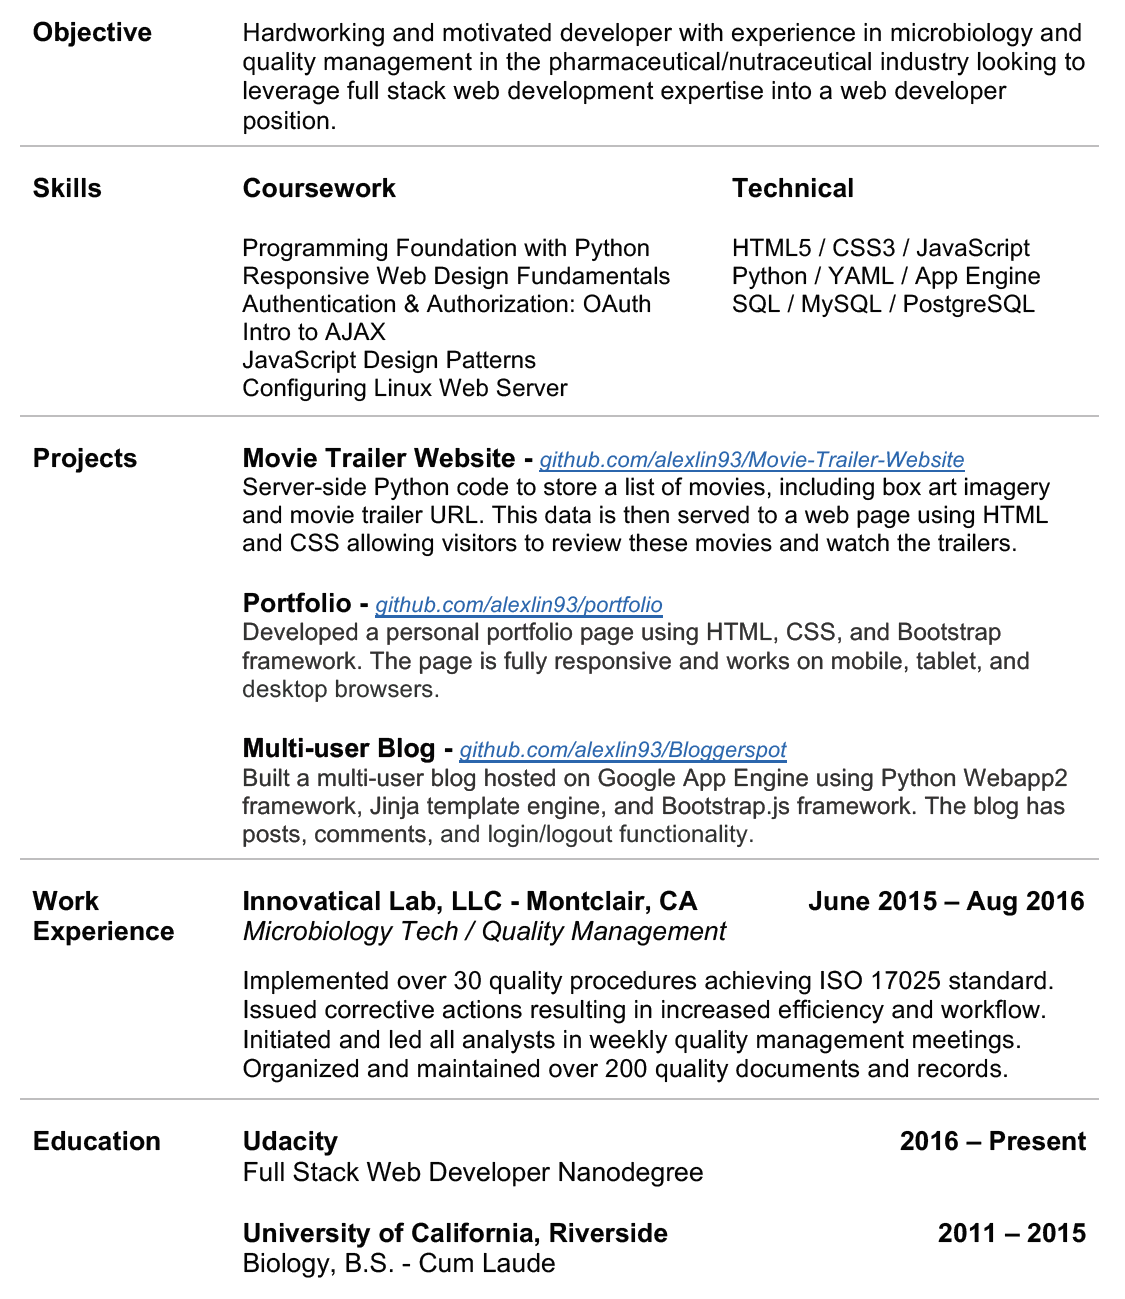 Objective
Hardworking and motivated developer with experience in microbiology and
quality management in the pharmaceutical/nutraceutical industry looking to
leverage full stack web development expertise into a web developer
position.
Skills
Coursework
Technical
Programming Foundation with Python
HTML5 / CSS3 / JavaScript
Responsive Web Design Fundamentals
Python / YAML / App Engine
Authentication & Authorization: OAuth
SQL / MySQL / PostgreSQL
Intro to AJAX
JavaScript Design Patterns
Configuring Linux Web Server
Projects
Movie Trailer Website - github.com/alexlin93/Movie-Trailer-Website
Server-side Python code to store a list of movies, including box art imagery
and movie trailer URL. This data is then served to a web page using HTML
and CSS allowing visitors to review these movies and watch the trailers.
Portfolio - github.com/alexlin93/portfolio
Developed a personal portfolio page using HTML, CSS, and Bootstrap
framework. The page is fully responsive and works on mobile, tablet, and
desktop browsers.
Multi-user Blog - github.com/alexlin93/Bloggerspot
Built a multi-user blog hosted on Google App Engine using Python Webapp2
framework, Jinja template engine, and Bootstrap.js framework. The blog has
posts, comments, and login/logout functionality.
Work
Experience
Innovatical Lab, LLC - Montclair, CA
June 2015 – Aug 2016
Microbiology Tech / Quality Management
Implemented over 30 quality procedures achieving ISO 17025 standard.
Issued corrective actions resulting in increased efficiency and workflow.
Initiated and led all analysts in weekly quality management meetings.
Organized and maintained over 200 quality documents and records.
Education
Udacity
2016 – Present
Full Stack Web Developer Nanodegree
University of California, Riverside
2011 – 2015
Biology, B.S. - Cum Laude